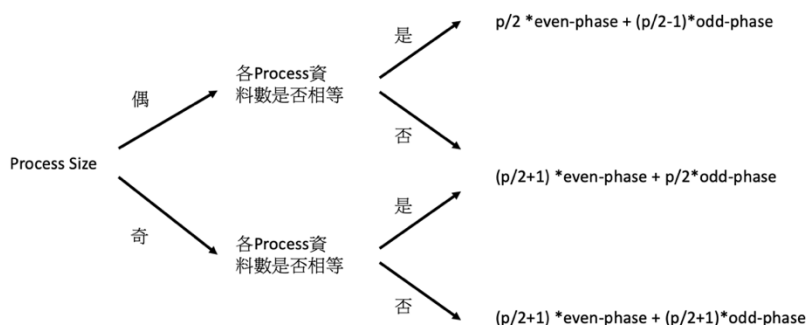 Process Size
偶
奇
各Process資
料數是否相等
是
否
各Process資
料數是否相等
是
否
p/2 *even-phase + (p/2-1)*odd-phase
(p/2+1) *even-phase + p/2*odd-phase
(p/2+1) *even-phase + (p/2+1)*odd-phase